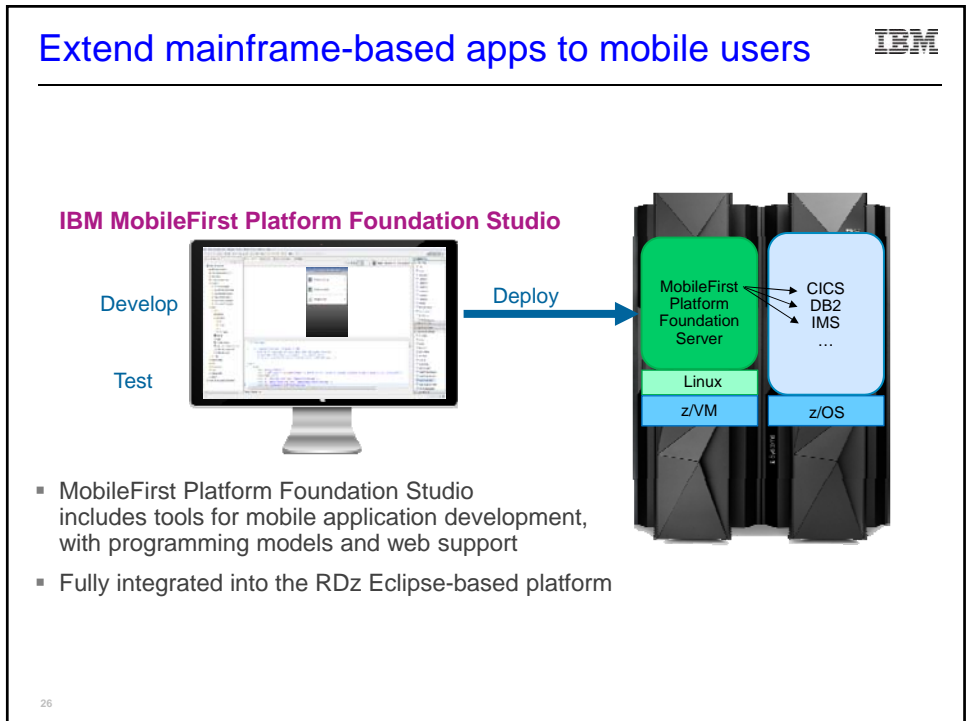 Extend mainframe-based apps to mobile users
IBM
IBM MobileFirst Platform Foundation Studio
Develop
Test
Deploy
MobileFirst
Platform
Foundation
Server
CICS
DB2
IMS
…
Linux
z/VM
z/OS
▪ MobileFirst Platform Foundation Studio
includes tools for mobile application development,
with programming models and web support
▪ Fully integrated into the RDz Eclipse-based platform
26